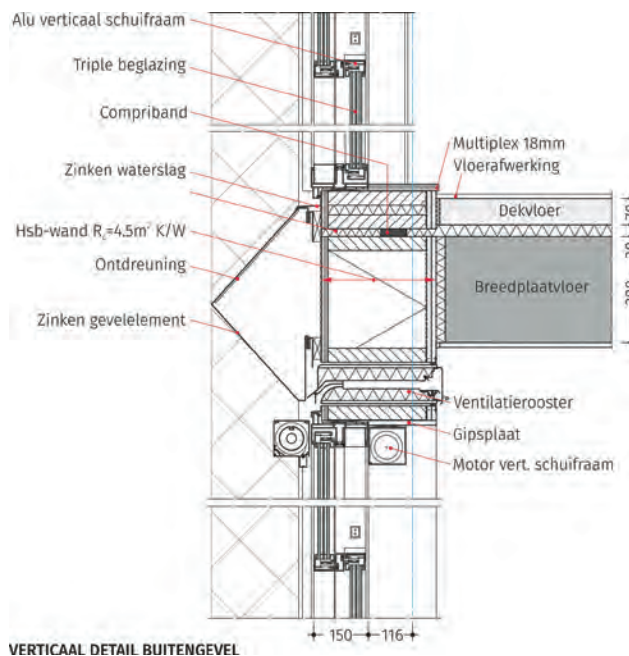 Alu verticaal schuifraam
Triple beglazing
Compriband
Zinken waterslag
Hsb-wand Rc=4.5m² K/W
Ontdreuning
Zinken gevelelement
Multiplex 18mm
Vloerafwerking
Dekvloer
Breedplaatvloer
Ventilatierooster
Gipsplaat
Motor vert. schuifraam
150
116
VERTICAAL DETAIL BUITENGEVEL